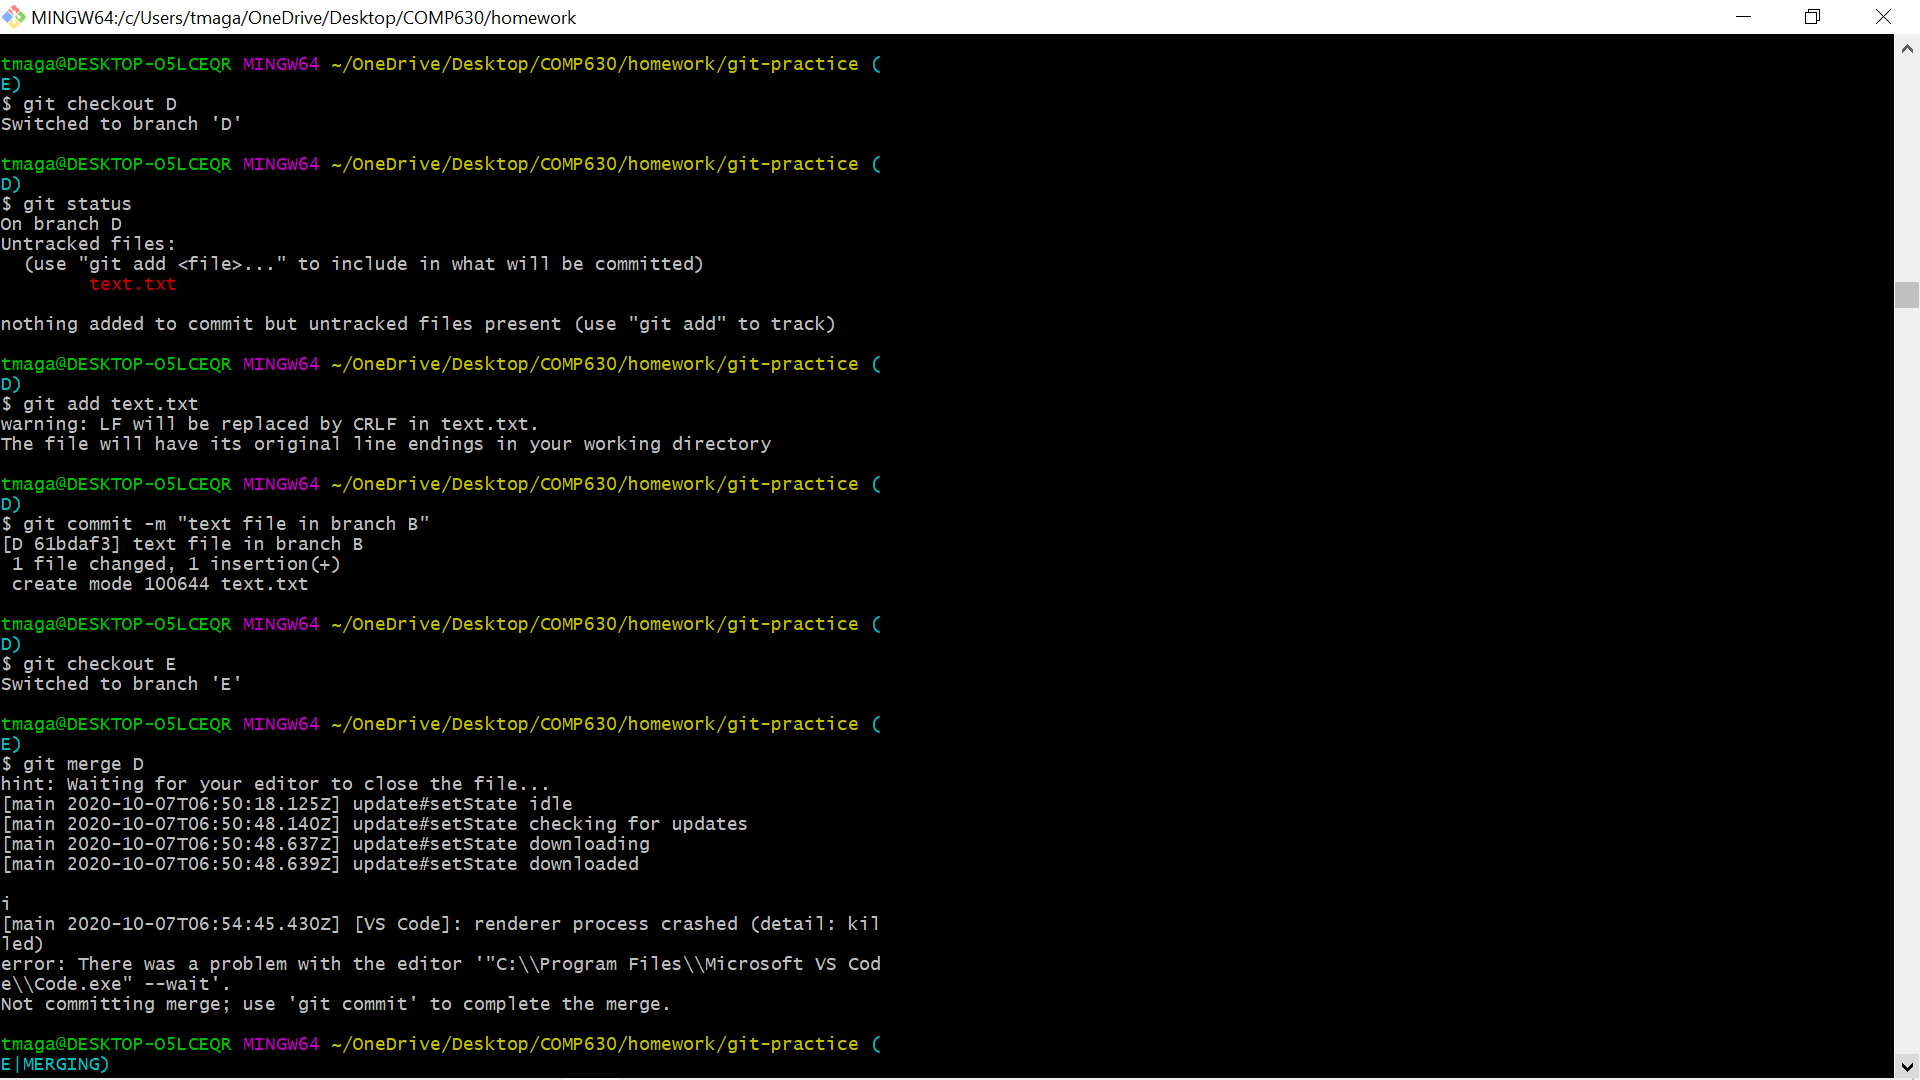 MINGW64:/c/Users/tmaga/OneDrive/Desktop/COMP630/homework
tmaga@DESKTOP-O5LCEQR MINGW64 ~/OneDrive/Desktop/COMP630/homework/git-practice (
E)
$ git checkout D
Switched to branch 'D'
tmaga@DESKTOP-O5LCEQR MINGW64 ~/OneDrive/Desktop/COMP630/homework/git-practice (
D)
$ git status
On branch D
Untracked files:
  (use "git add <file>..." to include in what will be committed)
        text.txt
nothing added to commit but untracked files present (use "git add" to track)
tmaga@DESKTOP-O5LCEQR MINGW64 ~/OneDrive/Desktop/COMP630/homework/git-practice (
D)
$ git add text.txt
warning: LF will be replaced by CRLF in text.txt.
The file will have its original line endings in your working directory
tmaga@DESKTOP-O5LCEQR MINGW64 ~/OneDrive/Desktop/COMP630/homework/git-practice (
D)
$ git commit -m "text file in branch B"
[D 61bdaf3] text file in branch B
 1 file changed, 1 insertion(+)
 create mode 100644 text.txt
tmaga@DESKTOP-O5LCEQR MINGW64 ~/OneDrive/Desktop/COMP630/homework/git-practice (
D)
$ git checkout E
Switched to branch 'E'
tmaga@DESKTOP-O5LCEQR MINGW64 ~/OneDrive/Desktop/COMP630/homework/git-practice (
E)
$ git merge D
hint: Waiting for your editor to close the file...
[main 2020-10-07T06:50:18.125Z] update#setState idle
[main 2020-10-07T06:50:48.140Z] update#setState checking for updates
[main 2020-10-07T06:50:48.637Z] update#setState downloading
[main 2020-10-07T06:50:48.639Z] update#setState downloaded
i
[main 2020-10-07T06:54:45.430Z] [VS Code]: renderer process crashed (detail: kil
led)
error: There was a problem with the editor '"C:\\Program Files\\Microsoft VS Cod
e\\Code.exe" --wait'.
Not committing merge; use 'git commit' to complete the merge.
tmaga@DESKTOP-O5LCEQR MINGW64 ~/OneDrive/Desktop/COMP630/homework/git-practice (
E|MERGING)